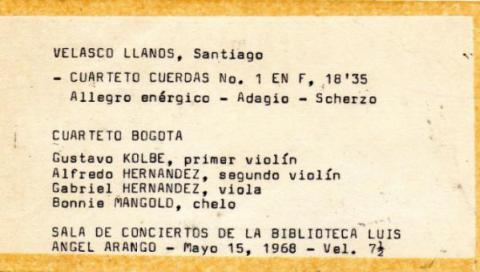 VELASCO LLANOS, Santiago
- CUARTETO CUERDAS No. 1 EN F, 18'35
Allegro enérgico - Adagio - Scherzo
CUARTETO BOGOTA
Gustavo KOLBE, primer violín
Alfredo HERNANDEZ, segundo violín
Gabriel HERNANDEZ, viola
Bonnie MANGOLD, chelo
SALA DE CONCIERTOS DE LA BIBLIOTECA LUIS
ANGEL ARANGO - Mayo 15, 1968 - Vel. 7½